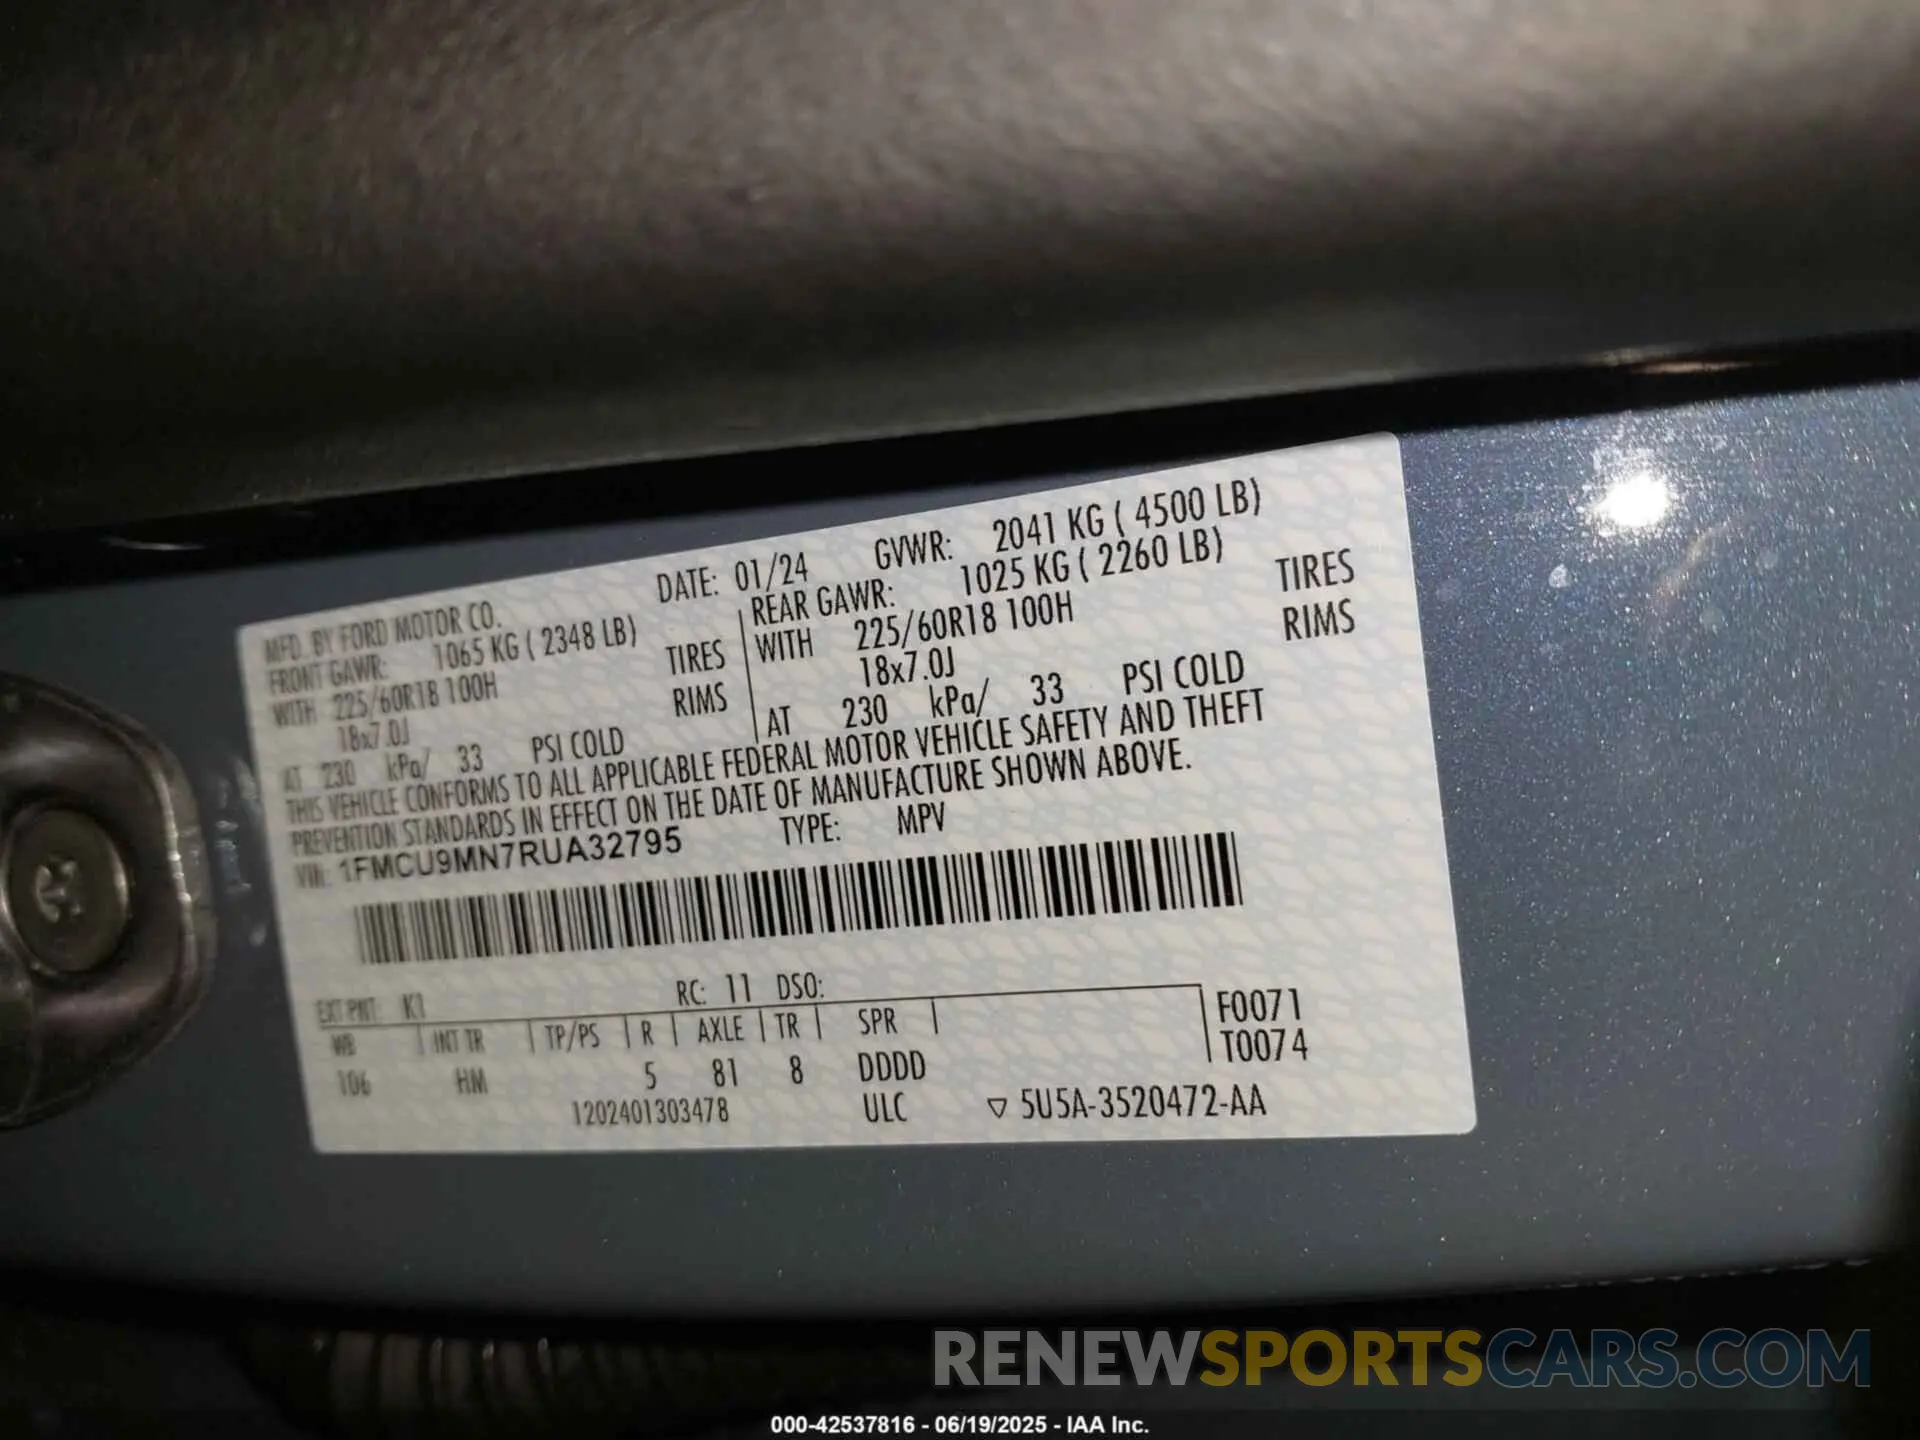 MFD. BY FORD MOTOR CO. DATE: 01/24 GVWR: 2041 KG ( 4500 LB)
FRONT GAWR: 1065 KG ( 2348 LB) REAR GAWR: 1025 KG ( 2260 LB)
WITH 225/60R18 100H TIRES WITH 225/60R18 100H TIRES
18x7.0J RIMS 18x7.0J RIMS
AT 230 kPa/ 33 PSI COLD AT 230 kPa/ 33 PSI COLD
THIS VEHICLE CONFORMS TO ALL APPLICABLE FEDERAL MOTOR VEHICLE SAFETY AND THEFT
PREVENTION STANDARDS IN EFFECT ON THE DATE OF MANUFACTURE SHOWN ABOVE.
VIN: 1FMCU9MN7RUA32795 TYPE: MPV
EXT PNT: K1 RC: 11 DSO:
WB INT TR TP/PS R AXLE TR SPR F0071
106 HM 5 81 8 DDDD T0074
1202401303478 ULC ▽ 5U5A-3520472-AA
RENEWSPORTSCARS.COM
000-42537816 - 06/19/2025 - IAA Inc.